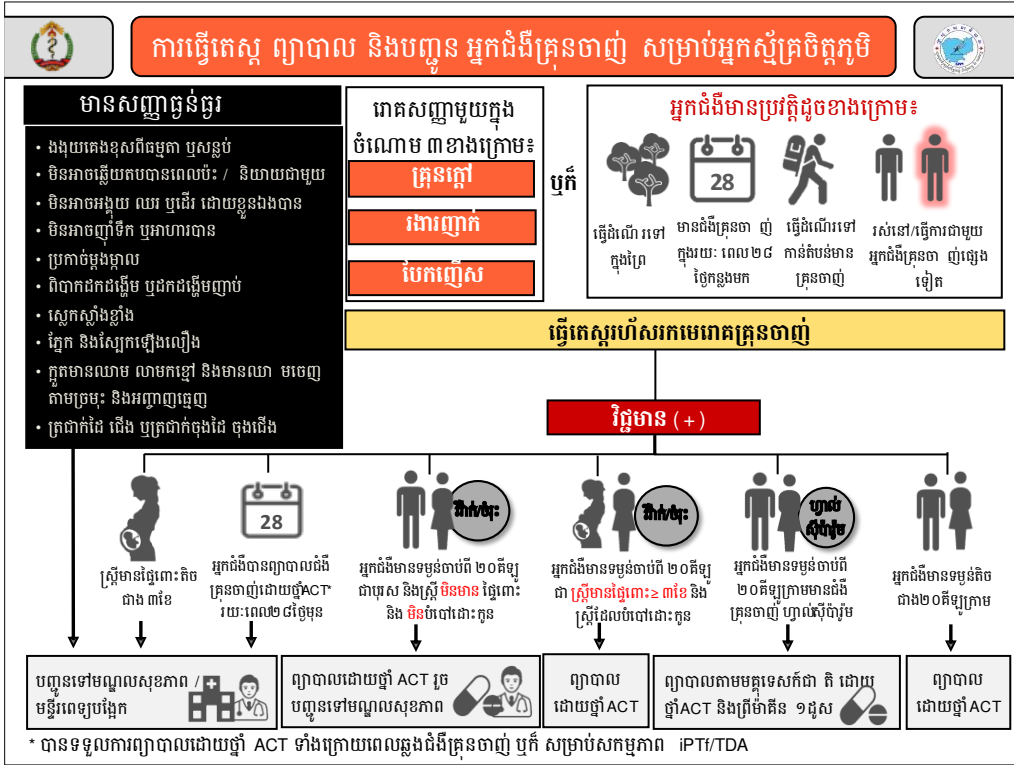 ការធ្វើតេស្ត ព្យាបាល និងបញ្ជូន អ្នកជំងឺគ្រុនចាញ់ សម្រាប់អ្នកស្ម័គ្រចិត្តភូមិ
មានសញ្ញាធ្ងន់ធ្ងរ
• ងងុយគេងខុសពីធម្មតា ឬសន្លប់
• មិនអាចឆ្លើយតបបានពេលប៉ះ / និយាយជាមួយ
• មិនអាចអង្គុយ ឈរ ឬដើរ ដោយខ្លួនឯងបាន
• មិនអាចញ៉ាំទឹក ឬអាហារបាន
• ប្រកាច់ម្តងម្កាល
• ពិបាកដកដង្ហើម ឬដកដង្ហើមញាប់
• ស្លេកស្លាំងខ្លាំង
• ភ្នែក និងស្បែកឡើងលឿង
• ក្អួតមានឈាម លាមកខ្មៅ និងមានឈា មចេញ
តាមច្រមុះ និងអញ្ចាញធ្មេញ
• ត្រជាក់ដៃ ជើង ឬត្រជាក់ចុងដៃ ចុងជើង
រោគសញ្ញាមួយក្នុង
ចំណោម ៣ខាងក្រោម៖
គ្រុនក្តៅ
រងារញាក់
បែកញើស
ឬក៏
អ្នកជំងឺមានប្រវត្តិដូចខាងក្រោម៖
28
ធ្វើដំណើរទៅ
ក្នុងព្រៃ
មានជំងឺគ្រុនចា ញ់
ក្នុងរយៈ ពេល២៨
ថ្ងៃកន្លងមក
ធ្វើដំណើរទៅ
កាន់តំបន់មាន
គ្រុនចាញ់
រស់នៅ/ធ្វើការជាមួយ
អ្នកជំងឺគ្រុនចា ញ់ផ្សេង
ទៀត
ធ្វើតេស្តរហ័សរកមេរោគគ្រុនចាញ់
វិជ្ជមាន (+)
ស្ត្រីមានផ្ទៃពោះតិច
ជាង ៣ខែ
28
អ្នកជំងឺបានព្យាបាលជំងឺ
គ្រុនចាញ់ដោយថ្នាំACT*
រយៈពេល២៨ថ្ងៃមុន
អ្នកជំងឺមានទម្ងន់ចាប់ពី ២០គីឡូ
ជាបុរស និងស្ត្រី មិនមាន ផ្ទៃពោះ
និង មិនបំបៅដោះកូន
អ្នកជំងឺមានទម្ងន់ចាប់ពី ២០គីឡូ
ជា ស្ត្រីមានផ្ទៃពោះ≥ ៣ខែ និង
ស្ត្រីដែលបំបៅដោះកូន
ហ្វាល់
ស៊ីប៉ារ៉ូម
អ្នកជំងឺមានទម្ងន់ចាប់ពី
២០គីឡូក្រាមមានជំងឺ
គ្រុនចាញ់ ហ្វាល់ស៊ីប៉ារ៉ូម
អ្នកជំងឺមានទម្ងន់តិច
ជាង២០គីឡូក្រាម
បញ្ជូនទៅមណ្ឌលសុខភាព /
មន្ទីរពេទ្យបង្អែក
ព្យាបាលដោយថ្នាំ ACT រួច
បញ្ជូនទៅមណ្ឌលសុខភាព
ព្យាបាល
ដោយថ្នាំACT
ព្យាបាលតាមមគ្គុទេសក៍ជា តិ ដោយ
ថ្នាំACT និងព្រីម៉ាគីន ១ដូស
ព្យាបាល
ដោយថ្នាំACT
* បានទទួលការព្យាបាលដោយថ្នាំ ACT ទាំងក្រោយពេលឆ្លងជំងឺគ្រុនចាញ់ ឬក៏ សម្រាប់សកម្មភាព iPTf/TDA